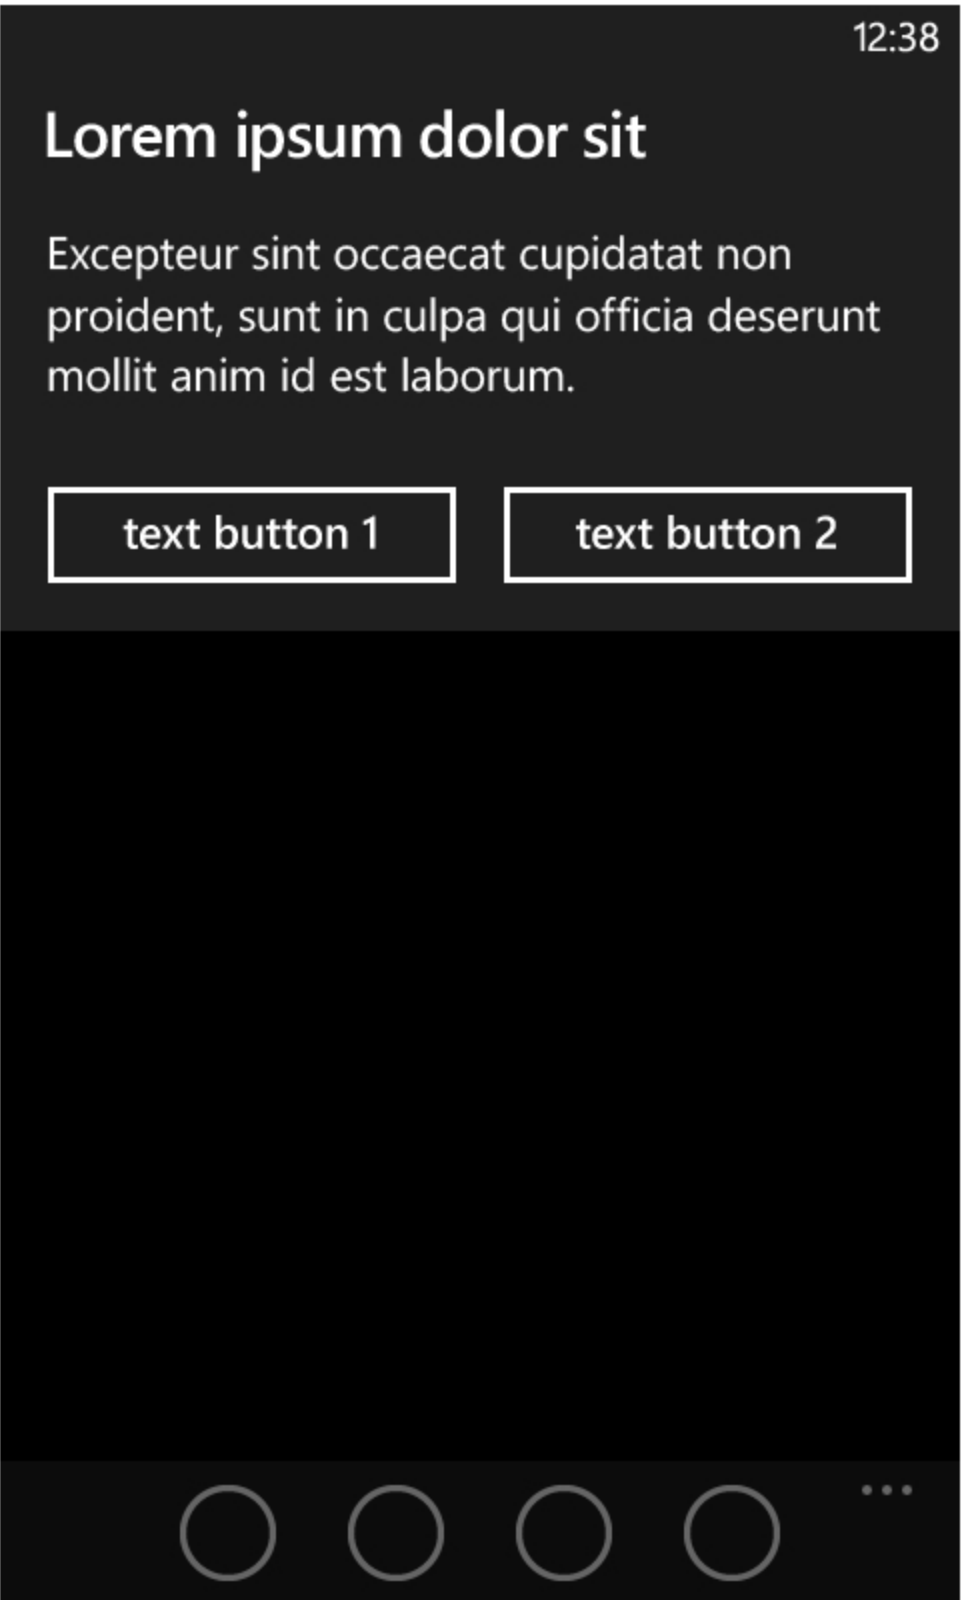 12:38
Lorem ipsum dolor sit
Excepteur sint occaecat cupidatat non
proident, sunt in culpa qui officia deserunt
mollit anim id est laborum.
text button 1
text button 2